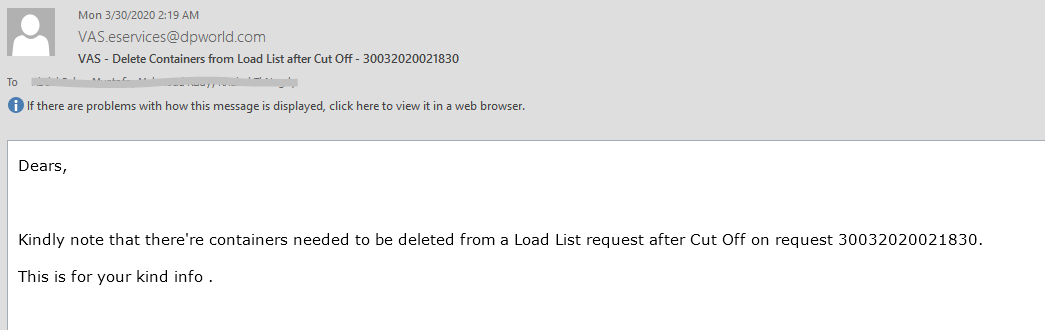 Mon 3/30/2020 2:19 AM
VAS.eservices@dpworld.com
VAS - Delete Containers from Load List after Cut Off - 30032020021830
To
If there are problems with how this message is displayed, click here to view it in a web browser.
Dears,
Kindly note that there're containers needed to be deleted from a Load List request after Cut Off on request 30032020021830.
This is for your kind info .